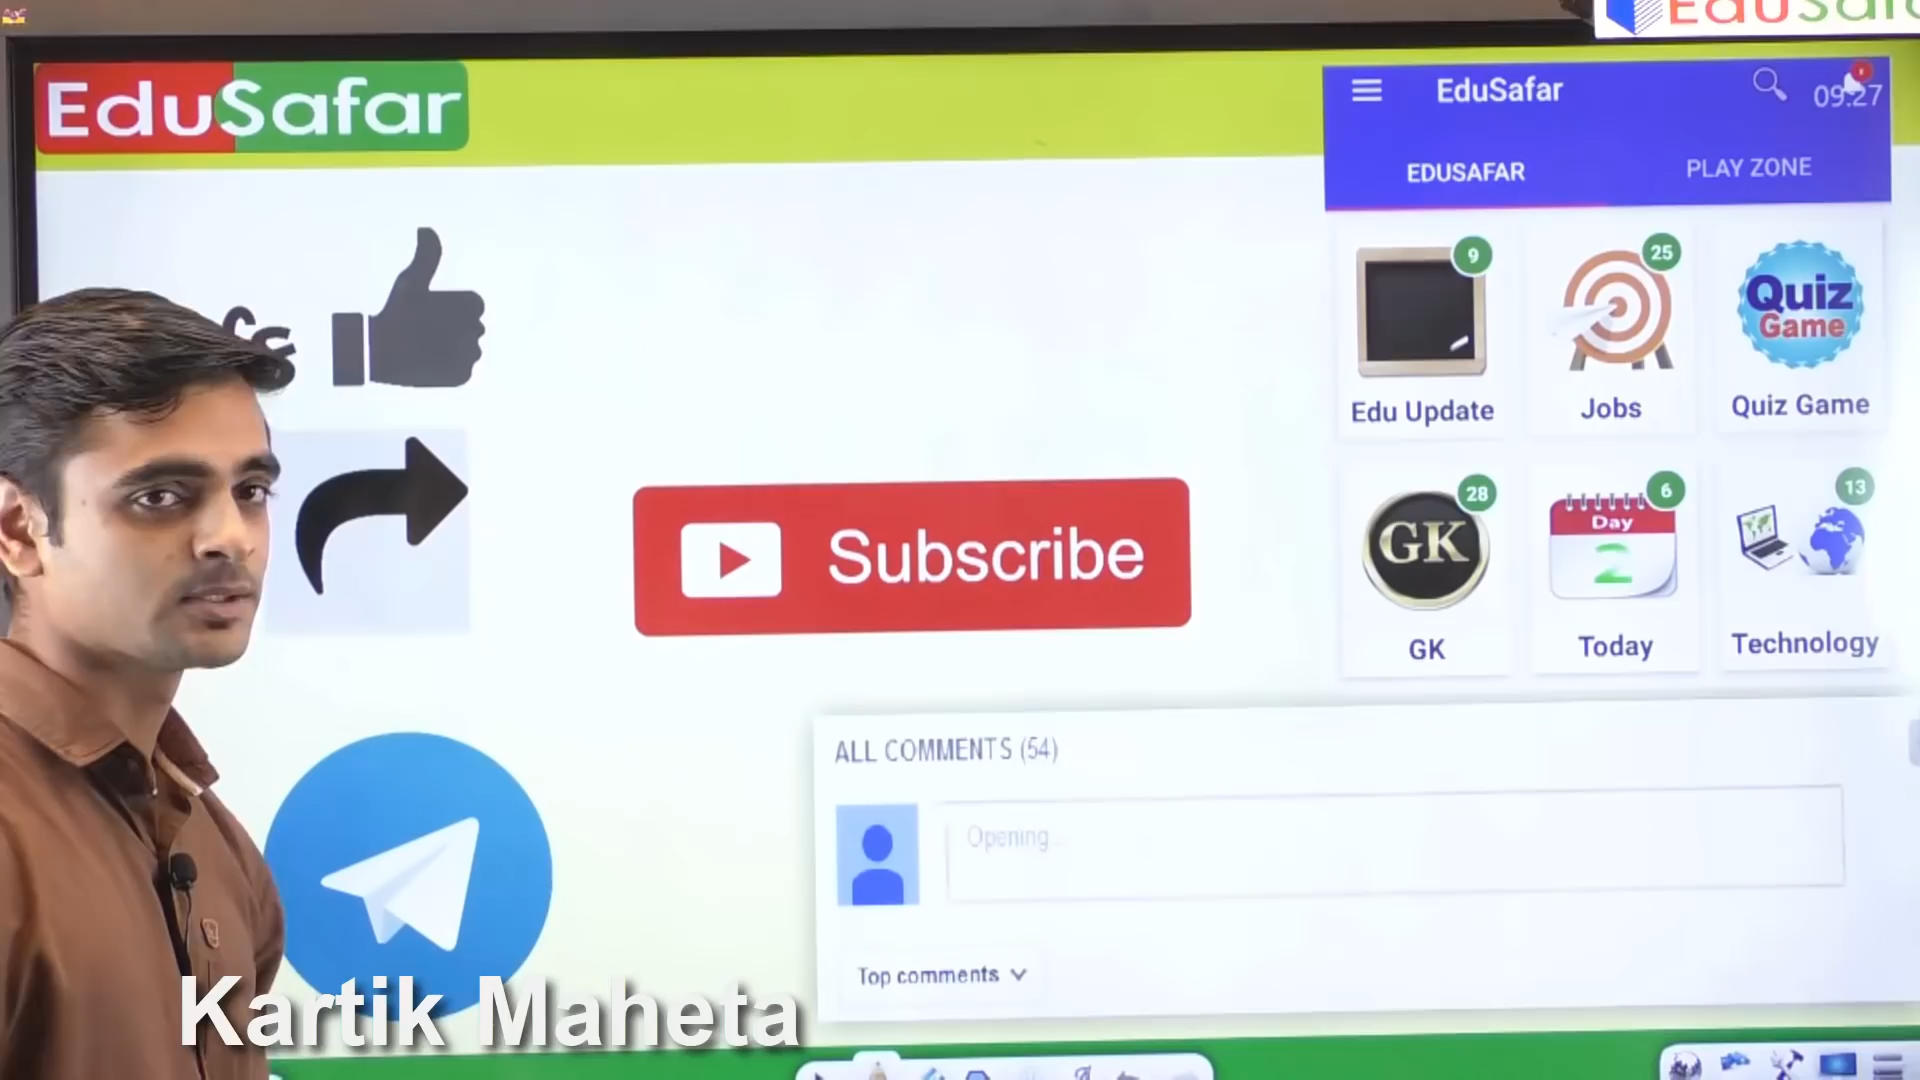 EduSafar
EduSafar
EduSafar
09:27
EDUSAFAR
PLAY ZONE
9
25
Quiz
Game
Edu Update
Jobs
Quiz Game
28
6
13
GK
Day
2
GK
Today
Technology
Subscribe
ALL COMMENTS (54)
Opening...
Top comments
Kartik Maheta